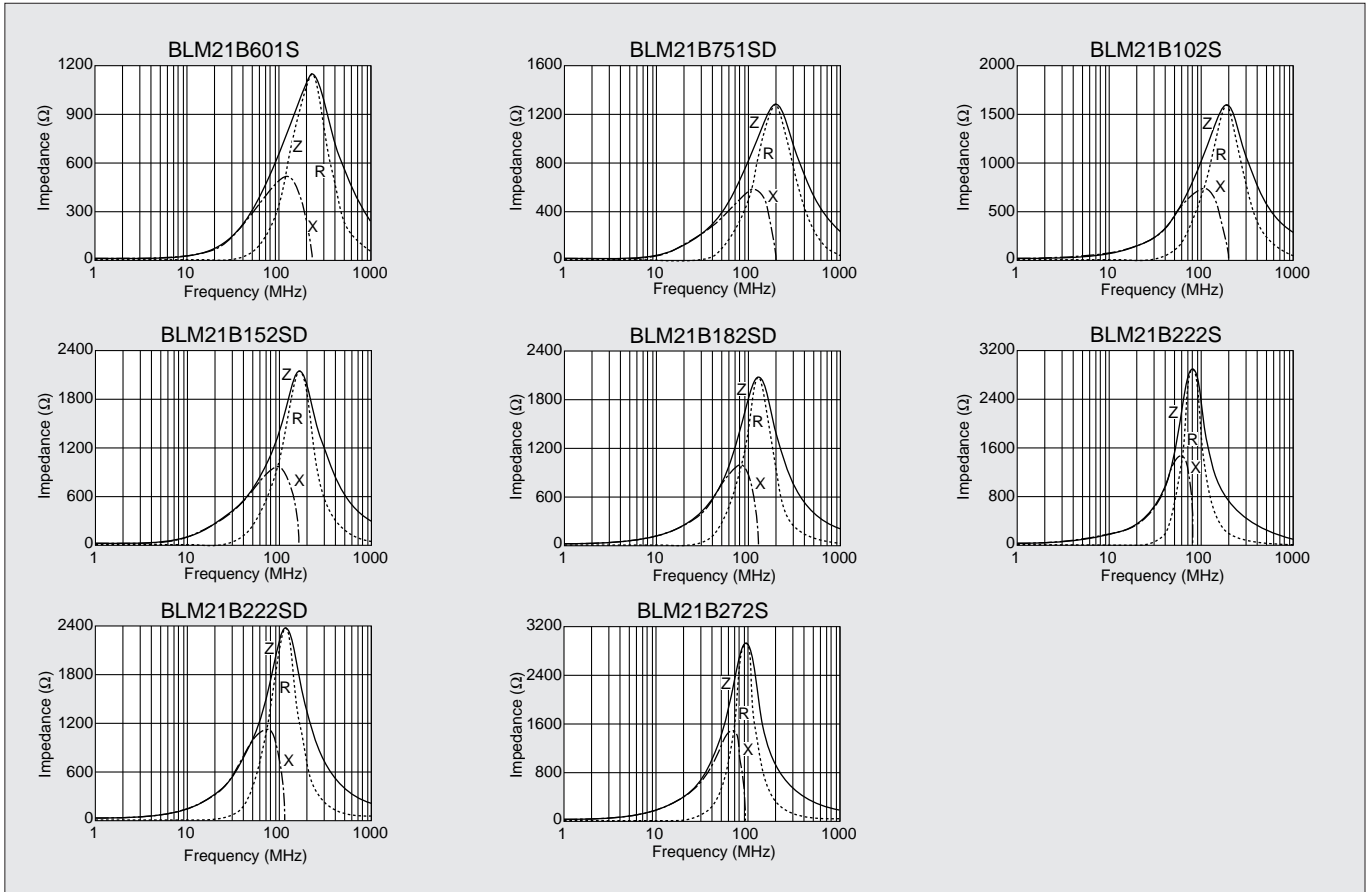 BLM21B601S
1200
900
600
300
0
Impedance (Ω)
Z
R
X
1
10
100
1000
Frequency (MHz)
BLM21B751SD
1600
1200
800
400
0
Impedance (Ω)
Z
R
X
1
10
100
1000
Frequency (MHz)
BLM21B102S
2000
1500
1000
500
0
Impedance (Ω)
Z
R
X
1
10
100
1000
Frequency (MHz)
BLM21B152SD
2400
1800
1200
600
0
Impedance (Ω)
Z
R
X
1
10
100
1000
Frequency (MHz)
BLM21B182SD
2400
1800
1200
600
0
Impedance (Ω)
Z
R
X
1
10
100
1000
Frequency (MHz)
BLM21B222S
3200
2400
1600
800
0
Impedance (Ω)
Z
R
X
1
10
100
1000
Frequency (MHz)
BLM21B222SD
2400
1800
1200
600
0
Impedance (Ω)
Z
R
X
1
10
100
1000
Frequency (MHz)
BLM21B272S
3200
2400
1600
800
0
Impedance (Ω)
Z
R
X
1
10
100
1000
Frequency (MHz)